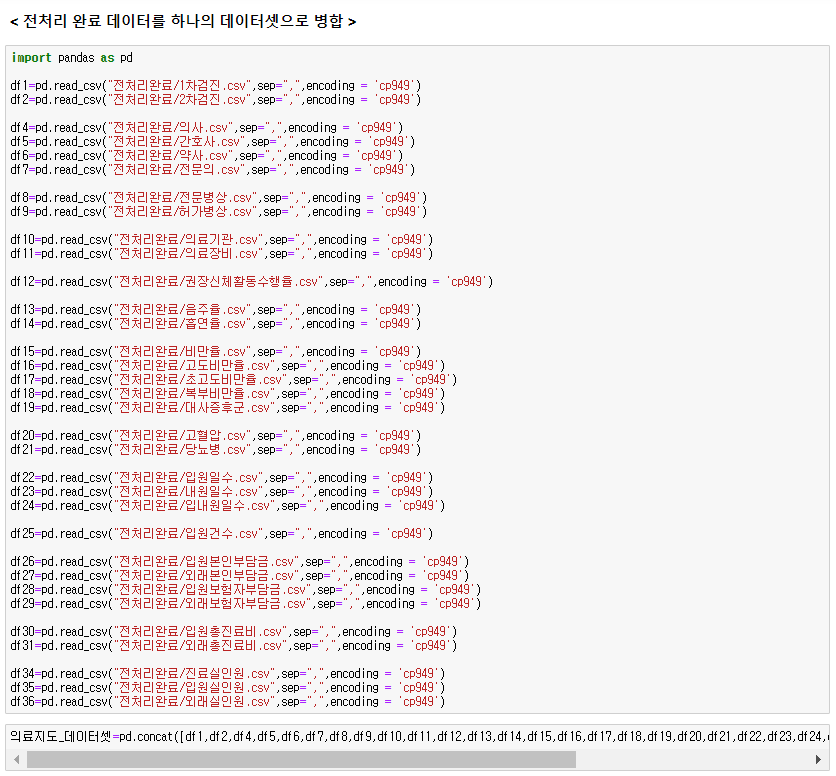 < 전처리 완료 데이터를 하나의 데이터셋으로 병합 >
import pandas as pd
df1=pd.read_csv("전처리완료/1차검진.csv",sep=",",encoding = 'cp949')
df2=pd.read_csv("전처리완료/2차검진.csv",sep=",",encoding = 'cp949')
df4=pd.read_csv("전처리완료/의사.csv",sep=",",encoding = 'cp949')
df5=pd.read_csv("전처리완료/간호사.csv",sep=",",encoding = 'cp949')
df6=pd.read_csv("전처리완료/약사.csv",sep=",",encoding = 'cp949')
df7=pd.read_csv("전처리완료/전문의.csv",sep=",",encoding = 'cp949')
df8=pd.read_csv("전처리완료/전문병상.csv",sep=",",encoding = 'cp949')
df9=pd.read_csv("전처리완료/허가병상.csv",sep=",",encoding = 'cp949')
df10=pd.read_csv("전처리완료/의료기관.csv",sep=",",encoding = 'cp949')
df11=pd.read_csv("전처리완료/의료장비.csv",sep=",",encoding = 'cp949')
df12=pd.read_csv("전처리완료/권장신체활동수행율.csv",sep=",",encoding = 'cp949')
df13=pd.read_csv("전처리완료/음주율.csv",sep=",",encoding = 'cp949')
df14=pd.read_csv("전처리완료/흡연율.csv",sep=",",encoding = 'cp949')
df15=pd.read_csv("전처리완료/비만율.csv",sep=",",encoding = 'cp949')
df16=pd.read_csv("전처리완료/고도비만율.csv",sep=",",encoding = 'cp949')
df17=pd.read_csv("전처리완료/초고도비만율.csv",sep=",",encoding = 'cp949')
df18=pd.read_csv("전처리완료/복부비만율.csv",sep=",",encoding = 'cp949')
df19=pd.read_csv("전처리완료/대사증후군.csv",sep=",",encoding = 'cp949')
df20=pd.read_csv("전처리완료/고혈압.csv",sep=",",encoding = 'cp949')
df21=pd.read_csv("전처리완료/당뇨병.csv",sep=",",encoding = 'cp949')
df22=pd.read_csv("전처리완료/입원일수.csv",sep=",",encoding = 'cp949')
df23=pd.read_csv("전처리완료/내원일수.csv",sep=",",encoding = 'cp949')
df24=pd.read_csv("전처리완료/입내원일수.csv",sep=",",encoding = 'cp949')
df25=pd.read_csv("전처리완료/입원건수.csv",sep=",",encoding = 'cp949')
df26=pd.read_csv("전처리완료/입원본인부담금.csv",sep=",",encoding = 'cp949')
df27=pd.read_csv("전처리완료/외래본인부담금.csv",sep=",",encoding = 'cp949')
df28=pd.read_csv("전처리완료/입원보험자부담금.csv",sep=",",encoding = 'cp949')
df29=pd.read_csv("전처리완료/외래보험자부담금.csv",sep=",",encoding = 'cp949')
df30=pd.read_csv("전처리완료/입원총진료비.csv",sep=",",encoding = 'cp949')
df31=pd.read_csv("전처리완료/외래총진료비.csv",sep=",",encoding = 'cp949')
df34=pd.read_csv("전처리완료/진료실인원.csv",sep=",",encoding = 'cp949')
df35=pd.read_csv("전처리완료/입원실인원.csv",sep=",",encoding = 'cp949')
df36=pd.read_csv("전처리완료/외래실인원.csv",sep=",",encoding = 'cp949')
의료지도_데이터셋=pd.concat([df1,df2,df4,df5,df6,df7,df8,df9,df10,df11,df12,df13,df14,df15,df16,df17,df18,df19,df20,df21,df22,df23,df24,